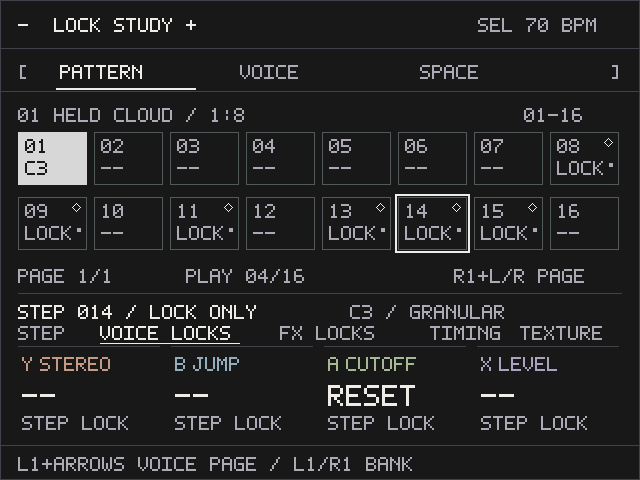 - LOCK STUDY + SEL 70 BPM
[ PATTERN VOICE SPACE ]
01 HELD CLOUD / 1:8 01-16
01 02 03 04 05 06 07 08 ◇
C3 -- -- -- -- -- -- LOCK▪
09 ◇ 10 11 ◇ 12 13 ◇ 14 ◇ 15 ◇ 16
LOCK▪ -- LOCK▪ -- LOCK▪ LOCK▪ LOCK▪ --
PAGE 1/1 PLAY 04/16 R1+L/R PAGE
STEP 014 / LOCK ONLY C3 / GRANULAR
STEP VOICE LOCKS FX LOCKS TIMING TEXTURE
Y STEREO B JUMP A CUTOFF X LEVEL
-- -- RESET --
STEP LOCK STEP LOCK STEP LOCK STEP LOCK
L1+ARROWS VOICE PAGE / L1/R1 BANK